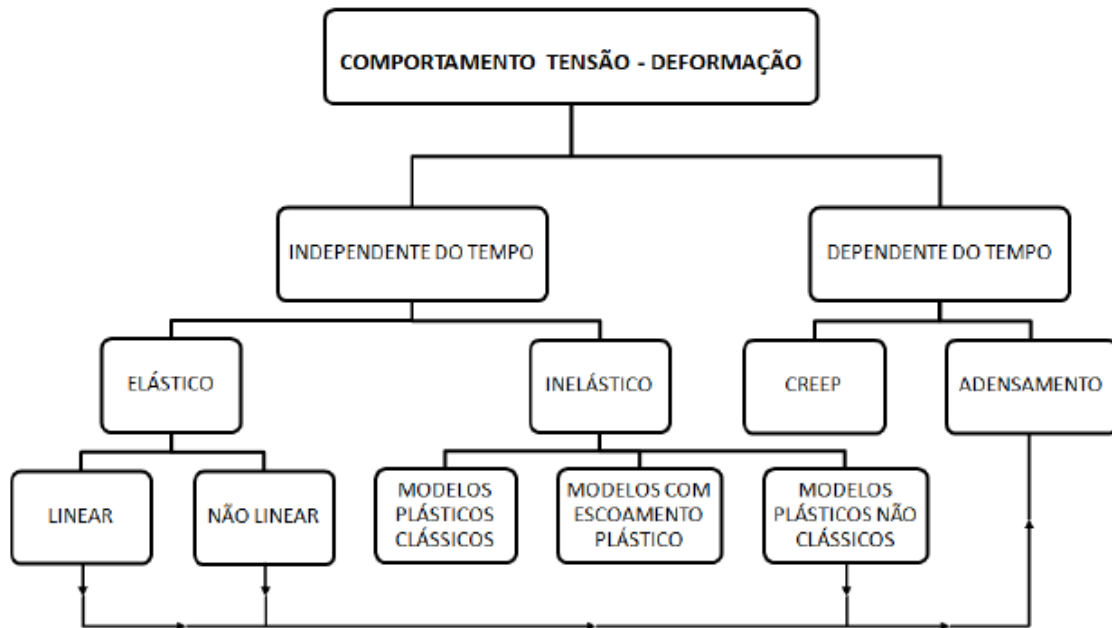 COMPORTAMENTO TENSÃO - DEFORMAÇÃO
INDEPENDENTE DO TEMPO
DEPENDENTE DO TEMPO
ELÁSTICO
INELÁSTICO
CREEP
ADENSAMENTO
LINEAR
NÃO LINEAR
MODELOS
PLÁSTICOS
CLÁSSICOS
MODELOS COM
ESCOAMENTO
PLÁSTICO
MODELOS
PLÁSTICOS NÃO
CLÁSSICOS